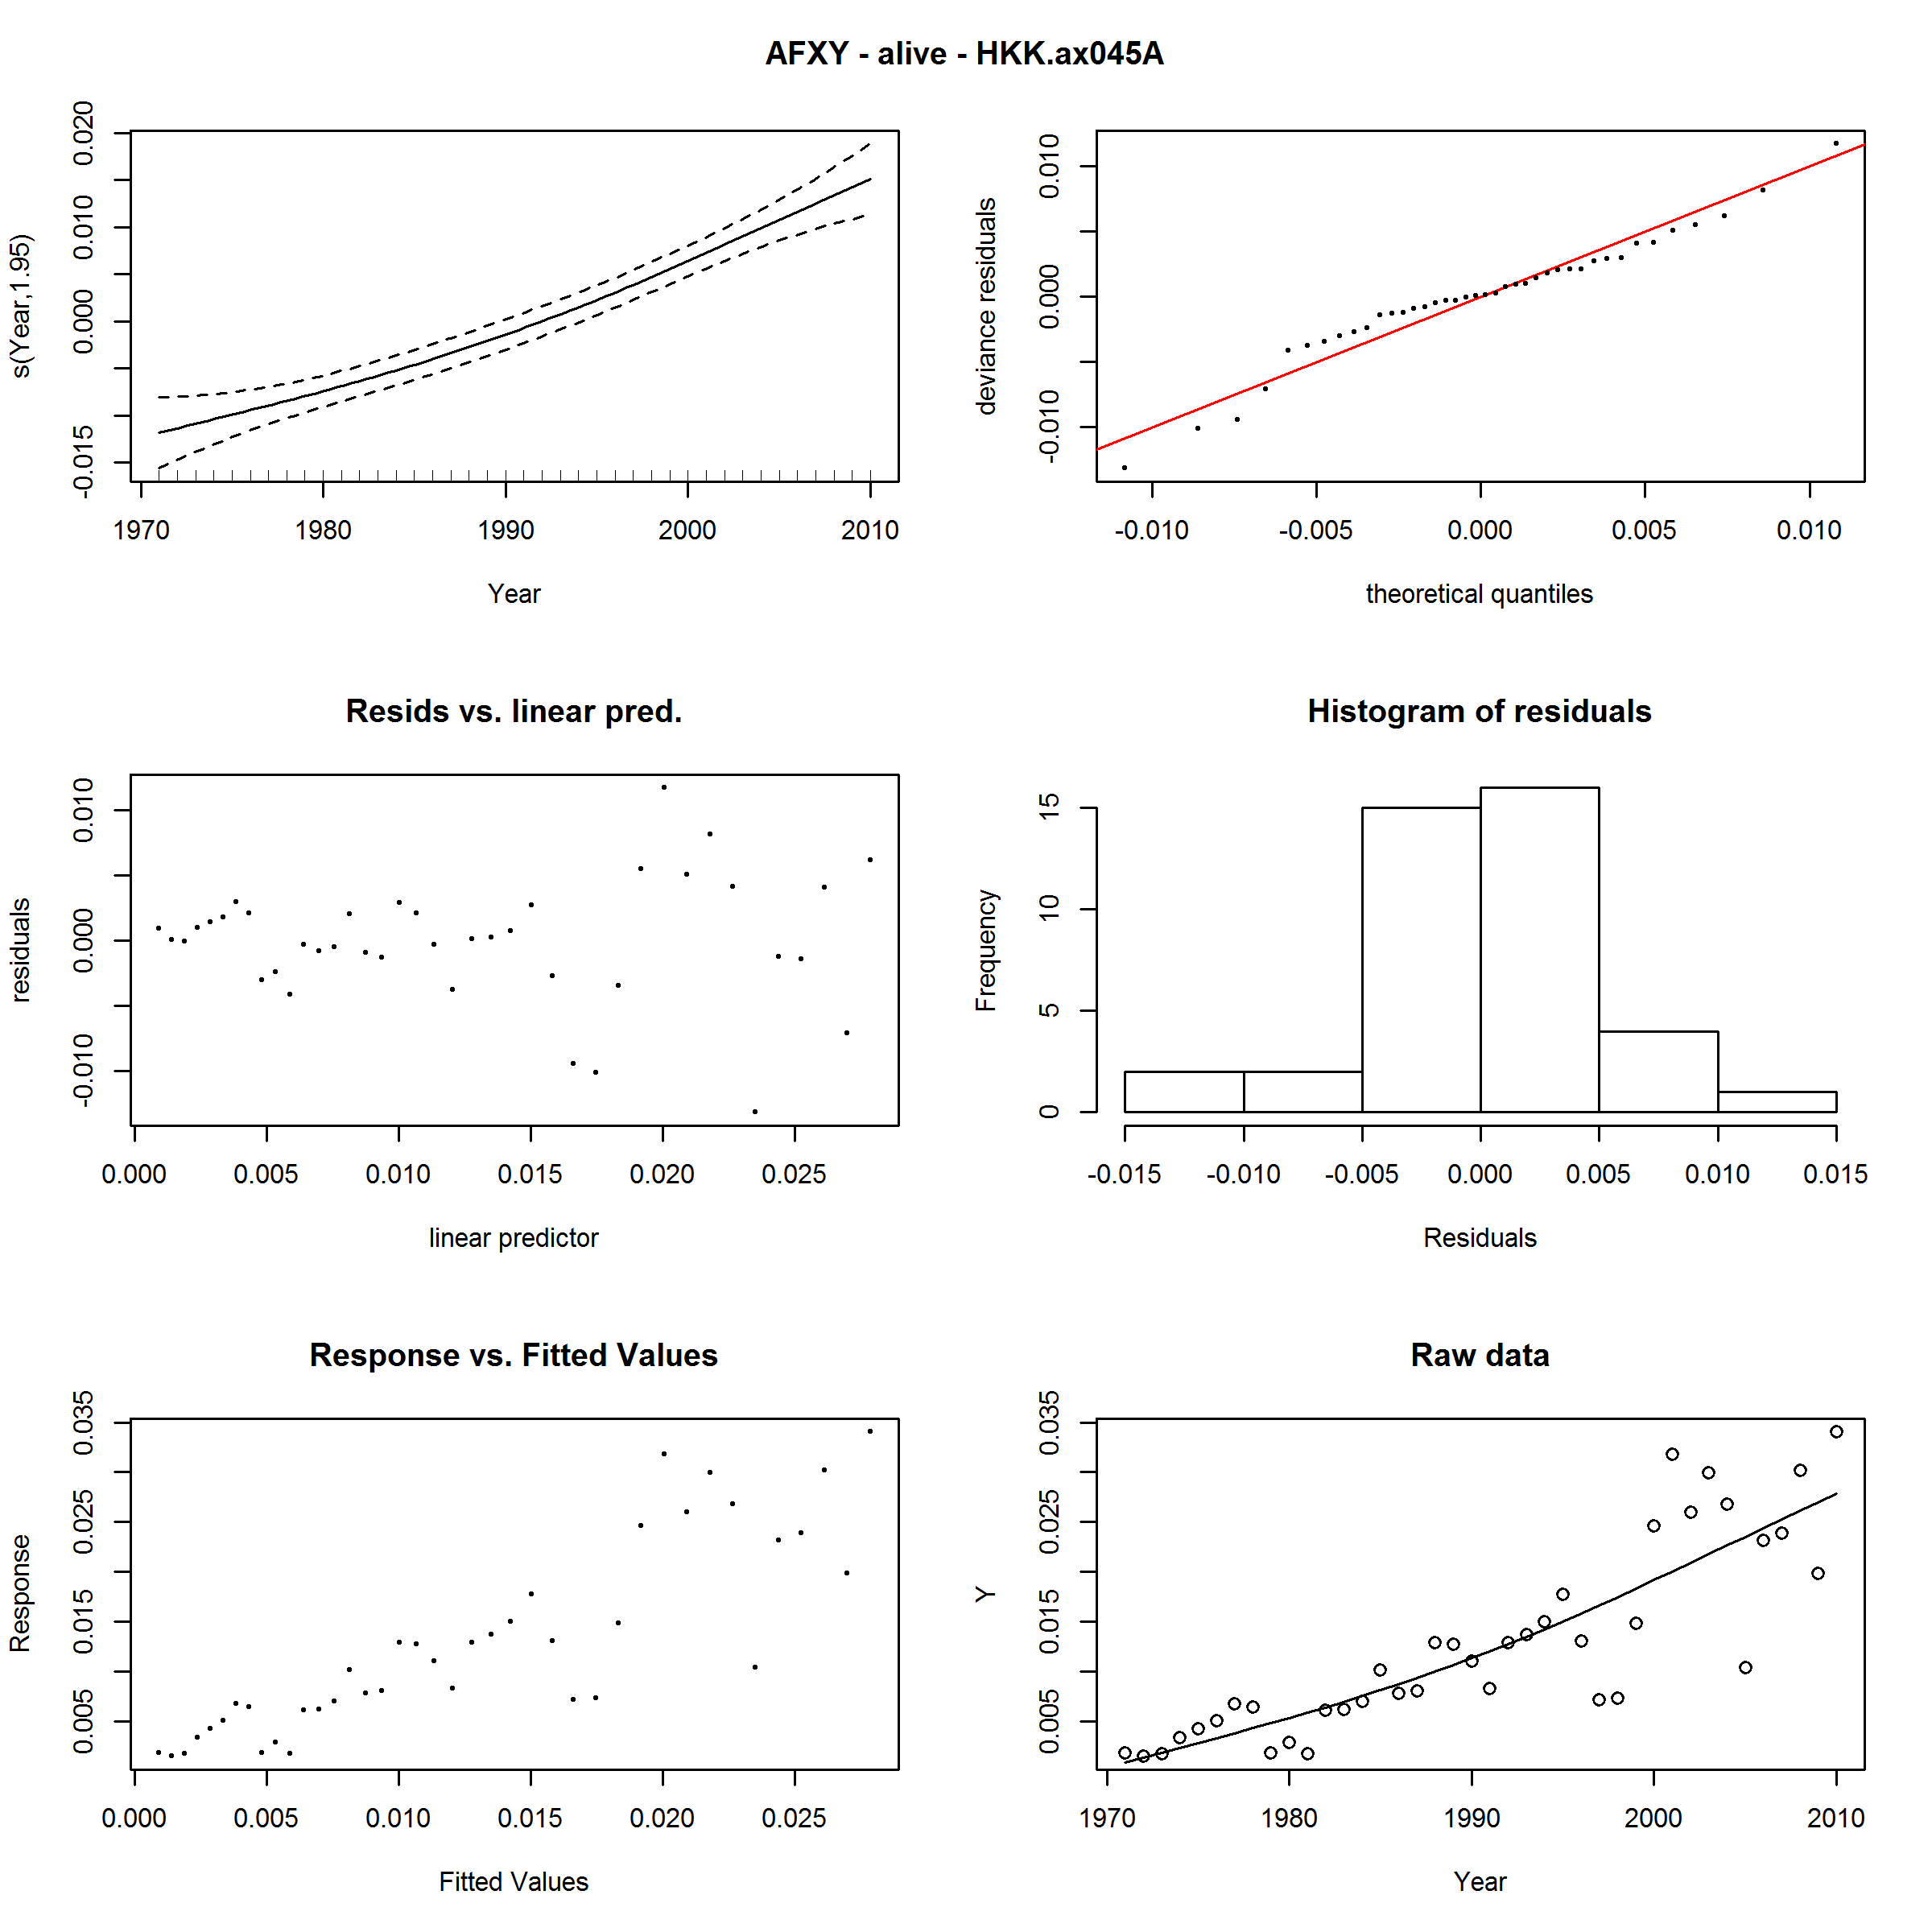 AFXY - alive - HKK.ax045A
s(Year,1.95)
-0.015 0.000 0.010 0.020
1970 1980 1990 2000 2010
Year
deviance residuals
-0.010 0.000 0.010
-0.010 -0.005 0.000 0.005 0.010
theoretical quantiles
Resids vs. linear pred.
residuals
-0.010 0.000 0.010
0.000 0.005 0.010 0.015 0.020 0.025
linear predictor
Histogram of residuals
Frequency
0 5 10 15
-0.015 -0.010 -0.005 0.000 0.005 0.010 0.015
Residuals
Response vs. Fitted Values
Response
0.005 0.015 0.025 0.035
0.000 0.005 0.010 0.015 0.020 0.025
Fitted Values
Raw data
Y
0.005 0.015 0.025 0.035
1970 1980 1990 2000 2010
Year